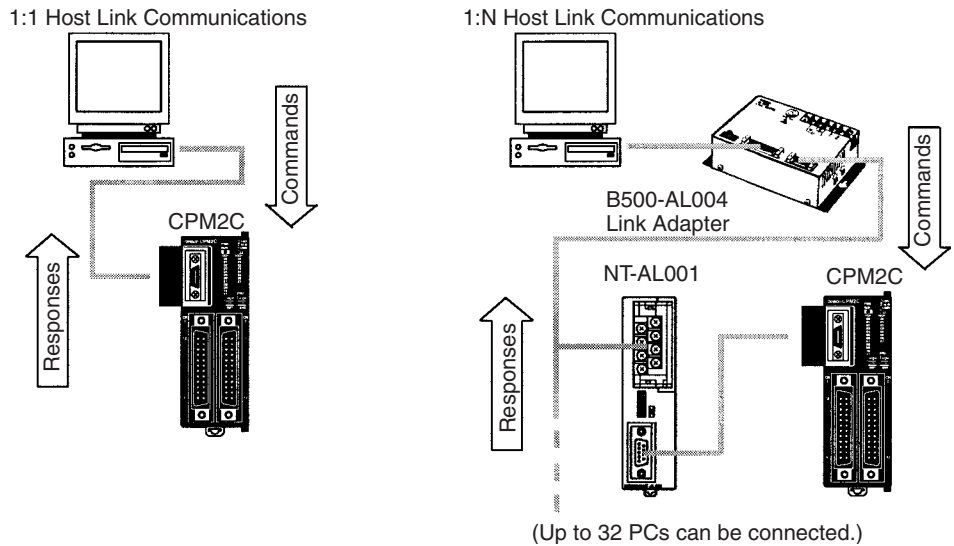 1:1 Host Link Communications
Commands
CPM2C
Responses
1:N Host Link Communications
B500-AL004
Link Adapter
Commands
NT-AL001
CPM2C
Responses
(Up to 32 PCs can be connected.)